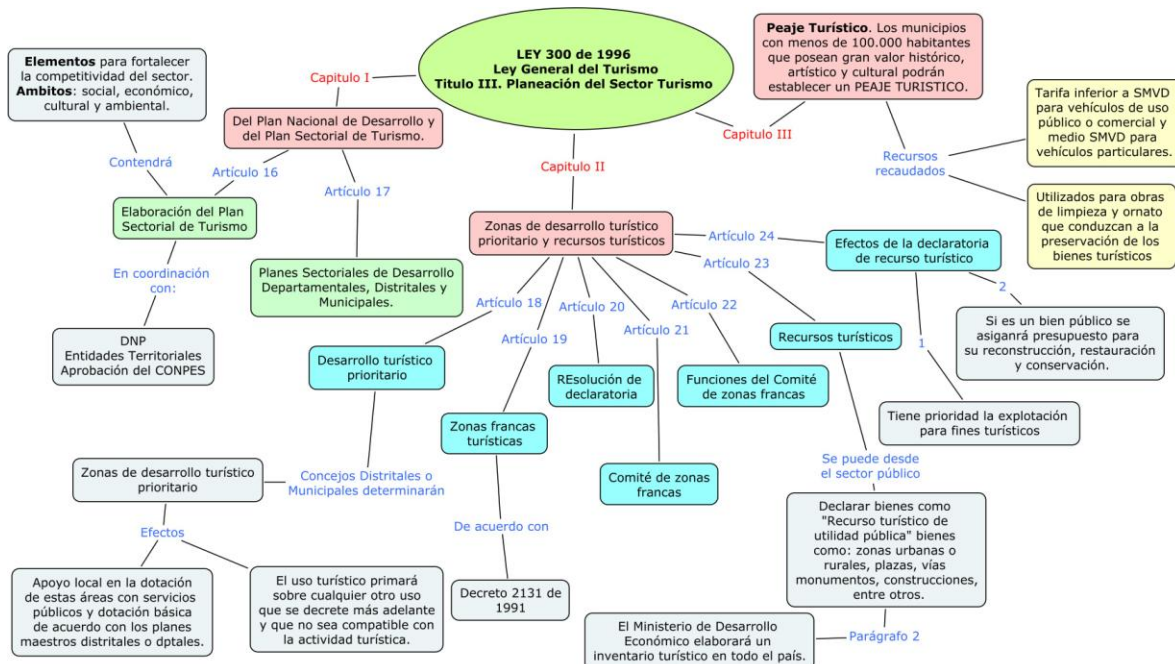 LEY 300 de 1996
Ley General del Turismo
Titulo III. Planeación del Sector Turismo
Capitulo I
Del Plan Nacional de Desarrollo y
del Plan Sectorial de Turismo.
Artículo 16
Elaboración del Plan
Sectorial de Turismo
Contendrá
Elementos para fortalecer
la competitividad del sector.
Ambitos: social, económico,
cultural y ambiental.
En coordinación
con:
DNP
Entidades Territoriales
Aprobación del CONPES
Artículo 17
Planes Sectoriales de Desarrollo
Departamentales, Distritales y
Municipales.
Capitulo II
Zonas de desarrollo turístico
prioritario y recursos turísticos
Artículo 18
Desarrollo turístico
prioritario
Concejos Distritales o
Municipales determinarán
Zonas de desarrollo turístico
prioritario
Efectos
Apoyo local en la dotación
de estas áreas con servicios
públicos y dotación básica
de acuerdo con los planes
maestros distritales o dptales.
El uso turístico primará
sobre cualquier otro uso
que se decrete más adelante
y que no sea compatible con
la actividad turística.
Artículo 19
Zonas francas
turísticas
De acuerdo con
Decreto 2131 de
1991
Artículo 20
REsolución de
declaratoria
Artículo 21
Comité de zonas
francas
Artículo 22
Funciones del Comité
de zonas francas
Artículo 23
Recursos turísticos
Se puede desde
el sector público
Declarar bienes como
"Recurso turístico de
utilidad pública" bienes
como: zonas urbanas o
rurales, plazas, vías
monumentos, construcciones,
entre otros.
Parágrafo 2
El Ministerio de Desarrollo
Económico elaborará un
inventario turístico en todo el país.
Artículo 24
Efectos de la declaratoria
de recurso turístico
1
Tiene prioridad la explotación
para fines turísticos
2
Si es un bien público se
asiganrá presupuesto para
su reconstrucción, restauración
y conservación.
Capitulo III
Peaje Turístico. Los municipios
con menos de 100.000 habitantes
que posean gran valor histórico,
artístico y cultural podrán
establecer un PEAJE TURISTICO.
Recursos
recaudados
Tarifa inferior a SMVD
para vehículos de uso
público o comercial y
medio SMVD para
vehículos particulares.
Utilizados para obras
de limpieza y ornato
que conduzcan a la
preservación de los
bienes turísticos